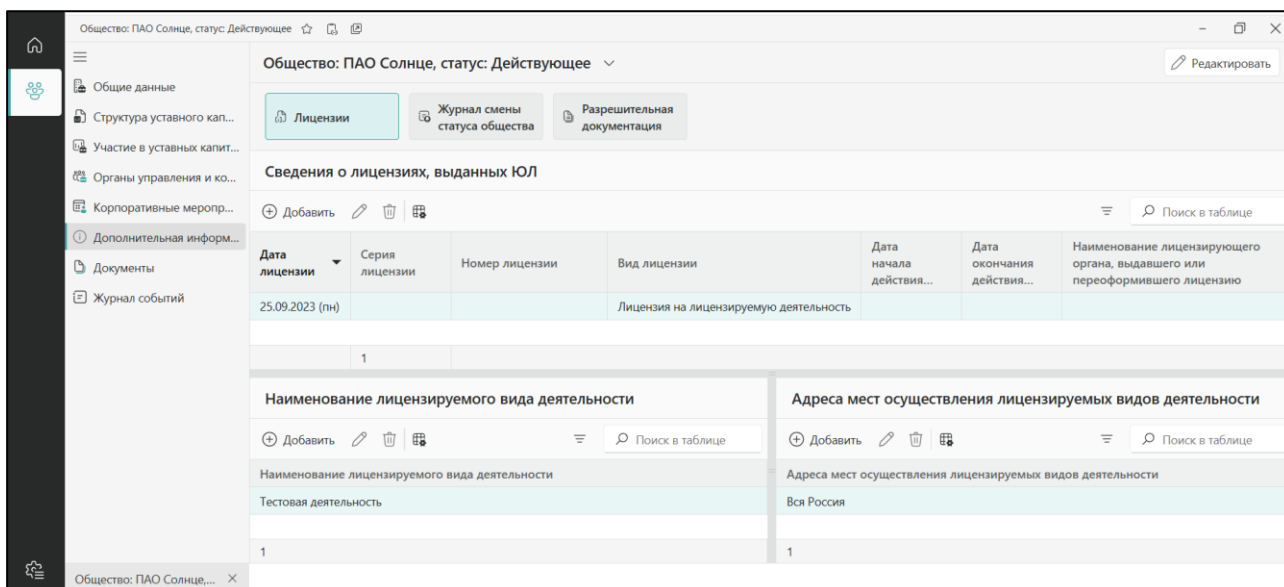 Общество: ПАО Солнце, статус: Действующее
Общие данные
Структура уставного кап...
Участие в уставных капит...
Органы управления и ко...
Корпоративные меропр...
Дополнительная информ...
Документы
Журнал событий
Общество: ПАО Солнце,...
Общество: ПАО Солнце, статус: Действующее
Редактировать
Лицензии
Журнал смены
статуса общества
Разрешительная
документация
Сведения о лицензиях, выданных ЮЛ
Добавить
Поиск в таблице
Дата
лицензии
Серия
лицензии
Номер лицензии
Вид лицензии
Дата
начала
действия...
Дата
окончания
действия...
Наименование лицензирующего
органа, выдавшего или
переоформившего лицензию
25.09.2023 (пн)
Лицензия на лицензируемую деятельность
1
Наименование лицензируемого вида деятельности
Добавить
Поиск в таблице
Наименование лицензируемого вида деятельности
Тестовая деятельность
1
Адреса мест осуществления лицензируемых видов деятельности
Добавить
Поиск в таблице
Адреса мест осуществления лицензируемых видов деятельности
Вся Россия
1